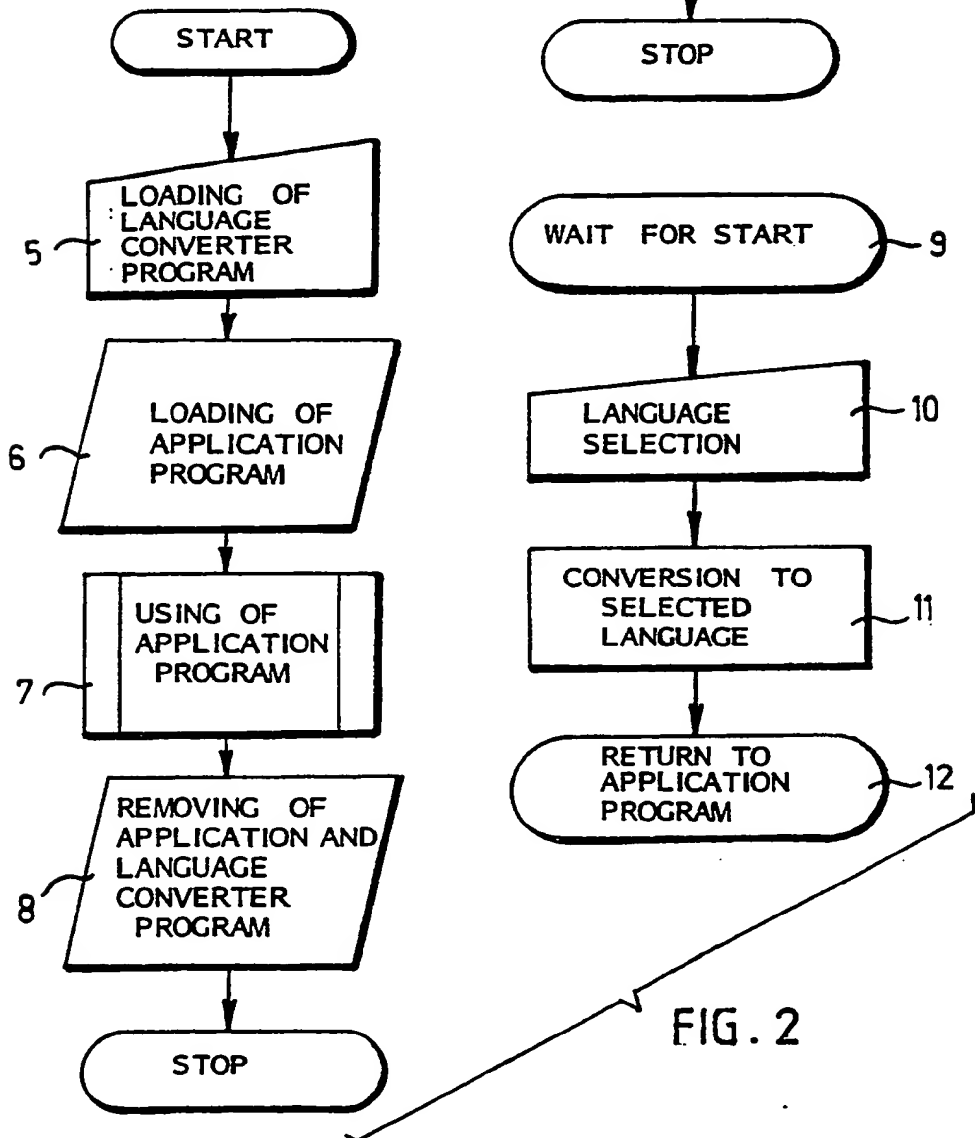 START
5
LOADING OF
LANGUAGE
CONVERTER
PROGRAM
6
LOADING OF
APPLICATION
PROGRAM
7
USING OF
APPLICATION
PROGRAM
8
REMOVING OF
APPLICATION AND
LANGUAGE
CONVERTER
PROGRAM
STOP
STOP
WAIT FOR START
9
LANGUAGE
SELECTION
10
CONVERSION TO
SELECTED
LANGUAGE
11
RETURN TO
APPLICATION
PROGRAM
12
FIG. 2